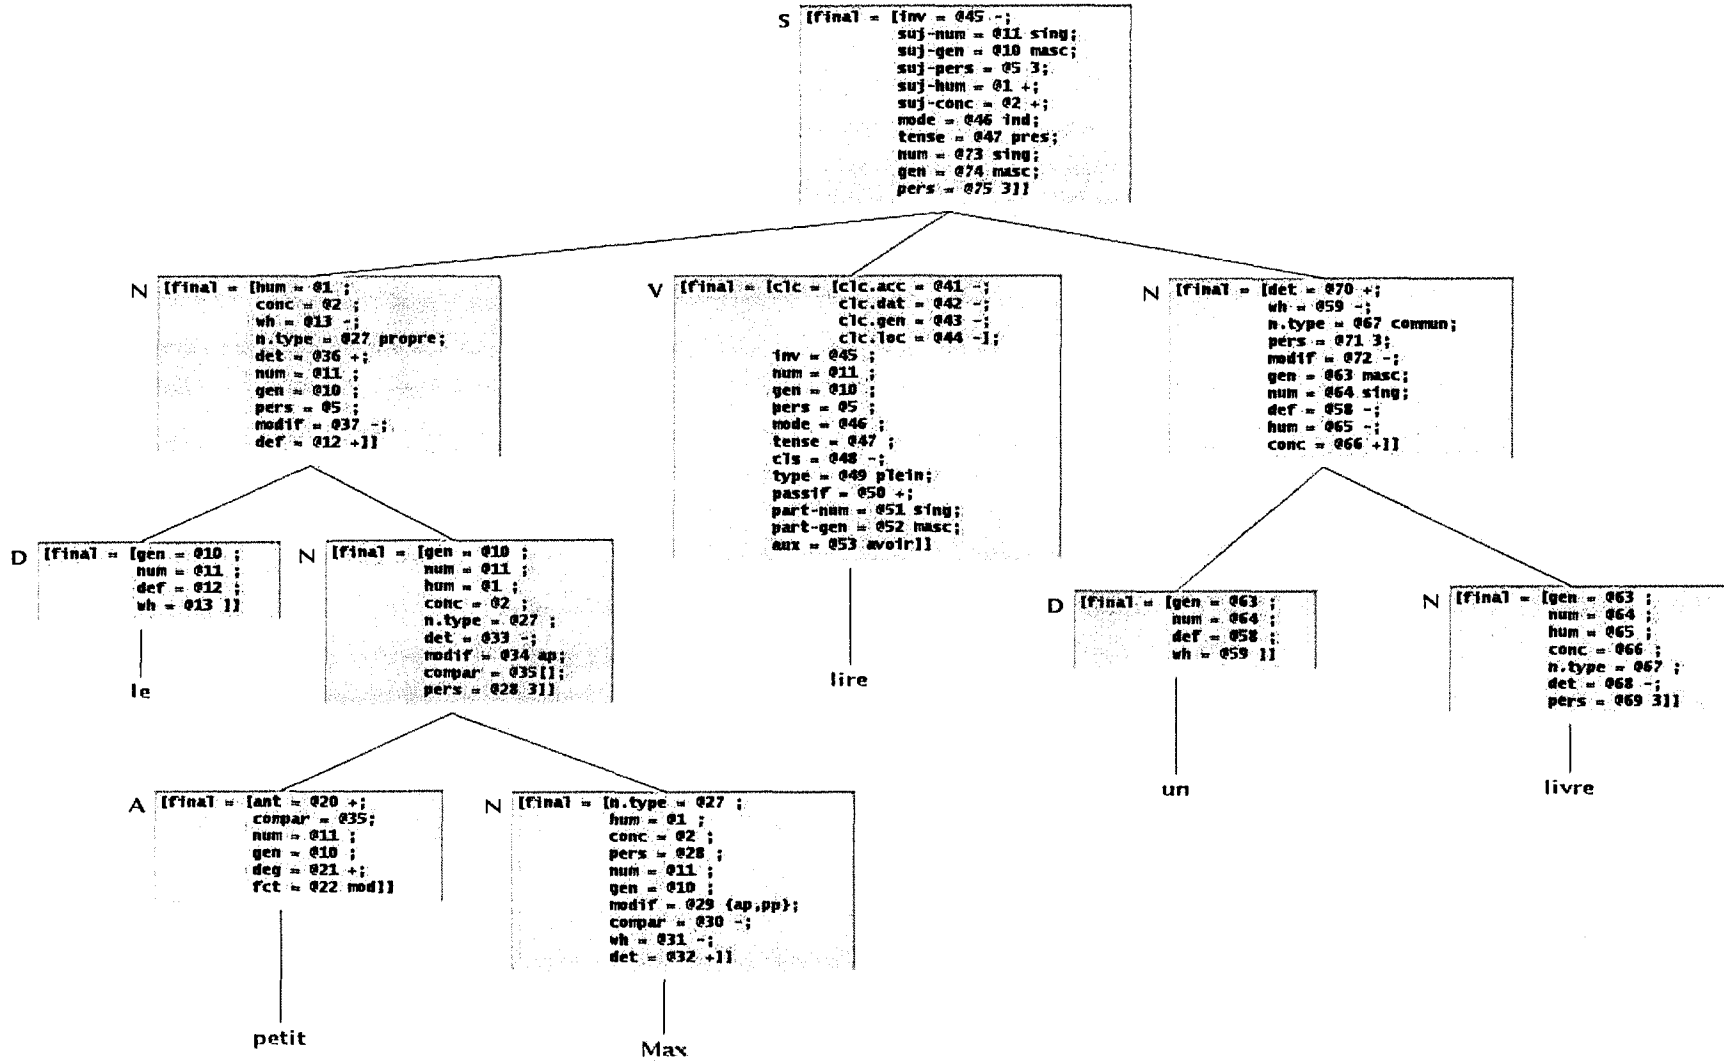 S [final = [inv = @45 -;
suj-num = @11 sing;
suj-gen = @10 masc;
suj-pers = @5 3;
suj-hum = @1 +;
suj-conc = @2 +;
mode = @46 ind;
tense = @47 pres;
num = @73 sing;
gen = @74 masc;
pers = @75 3]]
N [final = [hum = @1 ;
conc = @2 ;
wh = @13 -;
n.type = @27 propre;
det = @36 +;
num = @11 ;
gen = @10 ;
pers = @5 ;
modif = @37 -;
def = @12 +]]
V [final = [clc = [clc.acc = @41 -;
clc.dat = @42 -;
clc.gen = @43 -;
clc.loc = @44 -];
inv = @45 ;
num = @11 ;
gen = @10 ;
pers = @5 ;
mode = @46 ;
tense = @47 ;
cls = @48 -;
type = @49 plein;
passif = @50 +;
part-num = @51 sing;
part-gen = @52 masc;
aux = @53 avoir]]
N [final = [det = @70 +;
wh = @59 -;
n.type = @67 commun;
pers = @71 3;
modif = @72 -;
gen = @63 masc;
num = @64 sing;
def = @58 -;
hum = @65 -;
conc = @66 +]]
D [final = [gen = @10 ;
num = @11 ;
def = @12 ;
wh = @13 ]]
le
N [final = [gen = @10 ;
num = @11 ;
hum = @1 ;
conc = @2 ;
n.type = @27 ;
det = @33 -;
modif = @34 ap;
compar = @35[];
pers = @28 3]]
lire
D [final = [gen = @63 ;
num = @64 ;
def = @58 ;
wh = @59 ]]
un
N [final = [gen = @63 ;
num = @64 ;
hum = @65 ;
conc = @66 ;
n.type = @67 ;
det = @68 -;
pers = @69 3]]
livre
A [final = [ant = @20 +;
compar = @35;
num = @11 ;
gen = @10 ;
deg = @21 +;
fct = @22 mod]]
petit
N [final = [n.type = @27 ;
hum = @1 ;
conc = @2 ;
pers = @28 ;
num = @11 ;
gen = @10 ;
modif = @29 {ap,pp};
compar = @30 -;
wh = @31 -;
det = @32 +]]
Max